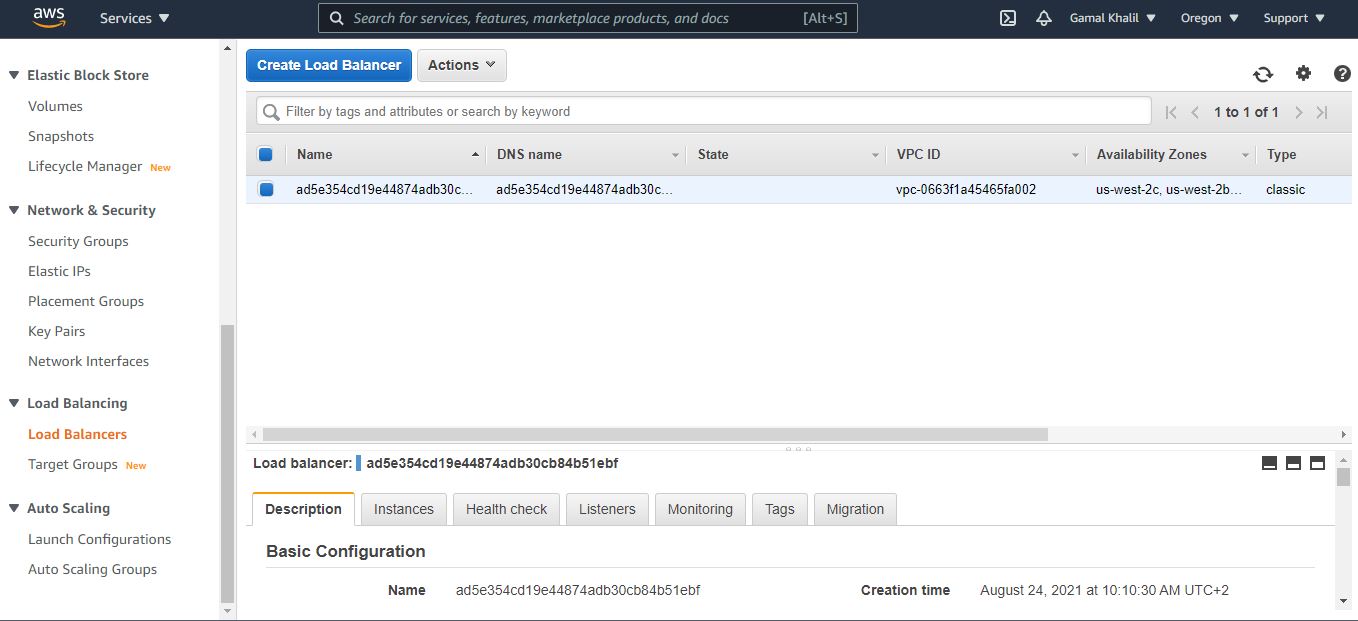 aws Services Search for services, features, marketplace products, and docs [Alt+S] Gamal Khalil Oregon Support
Elastic Block Store
Volumes
Snapshots
Lifecycle Manager New
Network & Security
Security Groups
Elastic IPs
Placement Groups
Key Pairs
Network Interfaces
Load Balancing
Load Balancers
Target Groups New
Auto Scaling
Launch Configurations
Auto Scaling Groups
Create Load Balancer Actions
Filter by tags and attributes or search by keyword 1 to 1 of 1
Name DNS name State VPC ID Availability Zones Type
ad5e354cd19e44874adb30c... ad5e354cd19e44874adb30c... vpc-0663f1a45465fa002 us-west-2c, us-west-2b... classic
Load balancer: ad5e354cd19e44874adb30cb84b51ebf
Description Instances Health check Listeners Monitoring Tags Migration
Basic Configuration
Name ad5e354cd19e44874adb30cb84b51ebf Creation time August 24, 2021 at 10:10:30 AM UTC+2